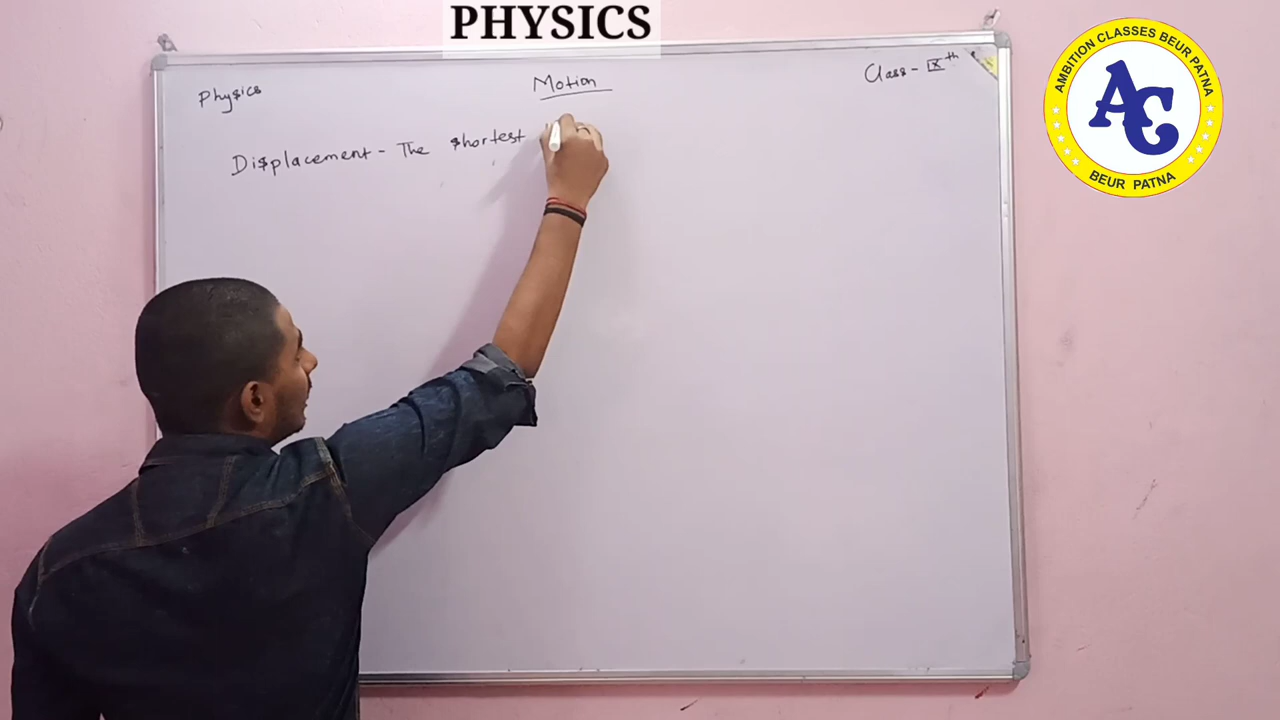 PHYSICS
Physics
Motion
Class - IXth
Displacement - The shortest
AMBITION CLASSES BEUR PATNA
AC
BEUR PATNA